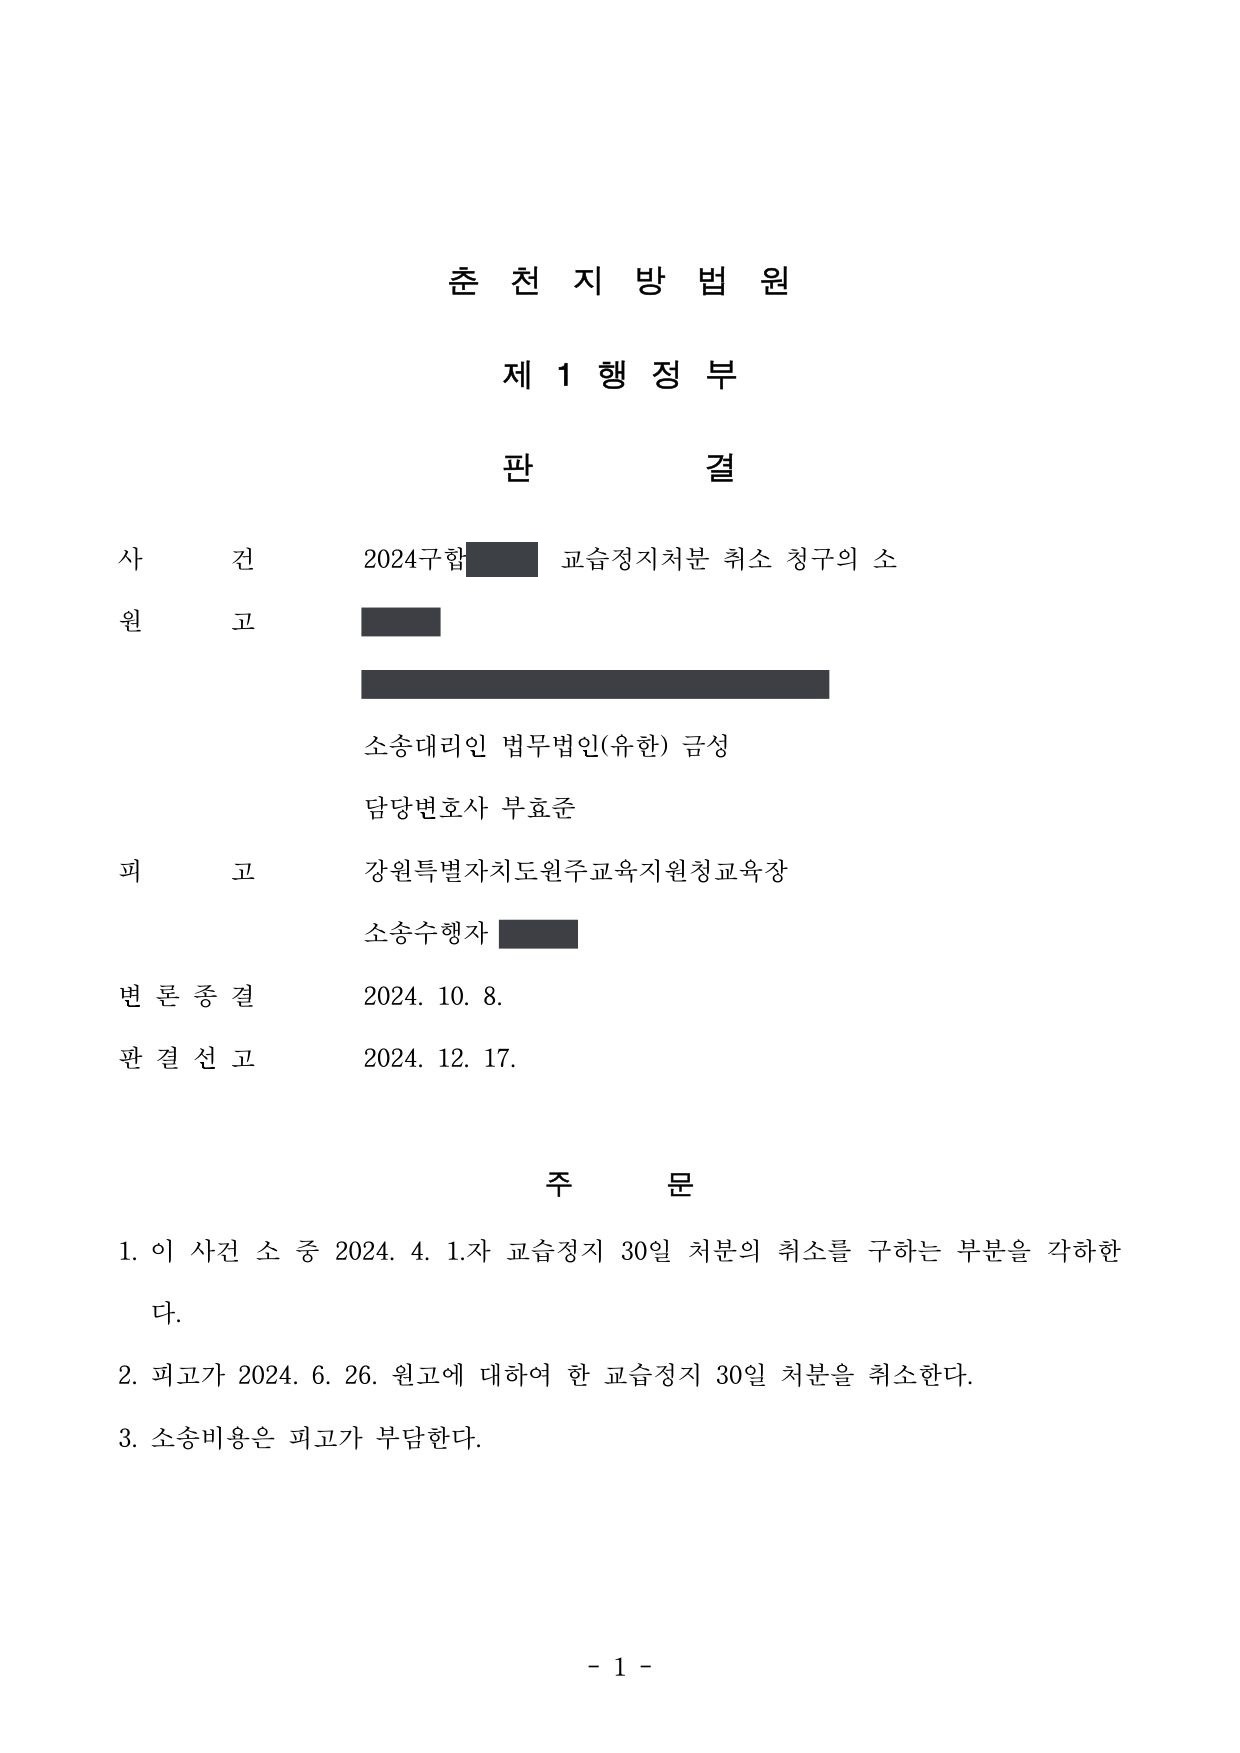 춘 천 지 방 법 원
제 1 행 정 부
판 결
사 건 2024구합 교습정지처분 취소 청구의 소
원 고
소송대리인 법무법인(유한) 금성
담당변호사 부효준
피 고 강원특별자치도원주교육지원청교육장
소송수행자
변 론 종 결 2024. 10. 8.
판 결 선 고 2024. 12. 17.
주 문
1. 이 사건 소 중 2024. 4. 1.자 교습정지 30일 처분의 취소를 구하는 부분을 각하한
다.
2. 피고가 2024. 6. 26. 원고에 대하여 한 교습정지 30일 처분을 취소한다.
3. 소송비용은 피고가 부담한다.
- 1 -